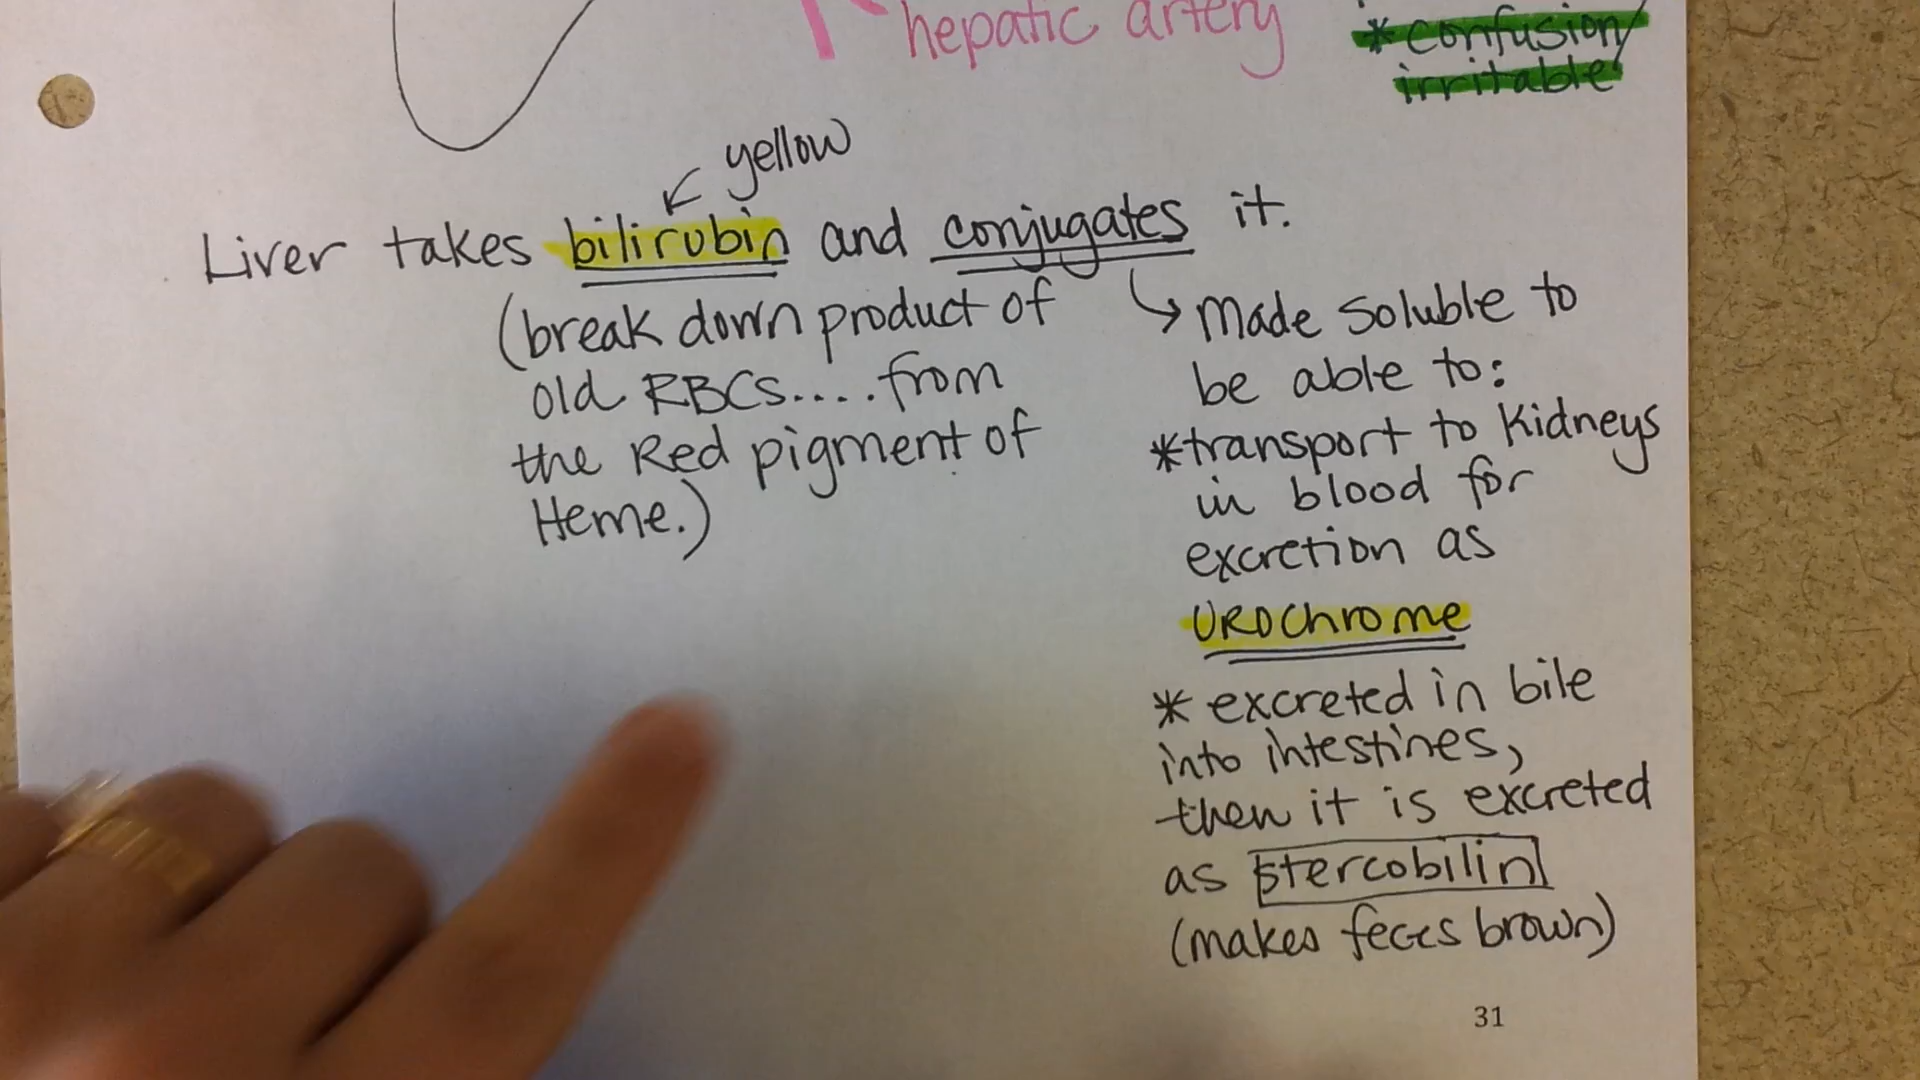 hepatic artery
*confusion/
irritable
yellow
Liver takes bilirubin and conjugates it.
(break down product of
old RBCs....from
the Red pigment of
Heme.)
made soluble to
be able to:
*transport to kidneys
in blood for
excretion as
UROChrome
* excreted in bile
into intestines,
then it is excreted
as stercobilin
(makes feces brown)
31